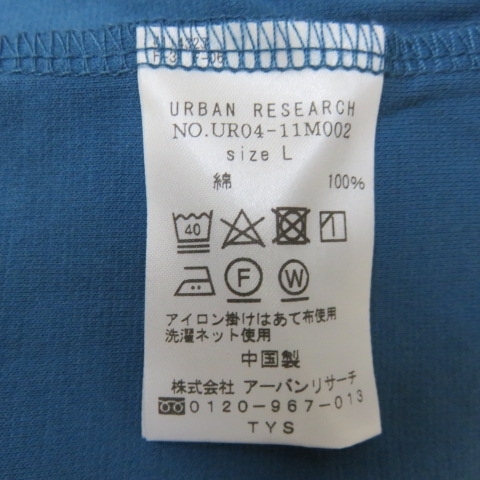 URBAN RESEARCH
NO.UR04-11M002
size L
綿 100%
40
F W
アイロン掛けはあて布使用
洗濯ネット使用
中国製
株式会社 アーバンリサーチ
0120-967-013
TYS